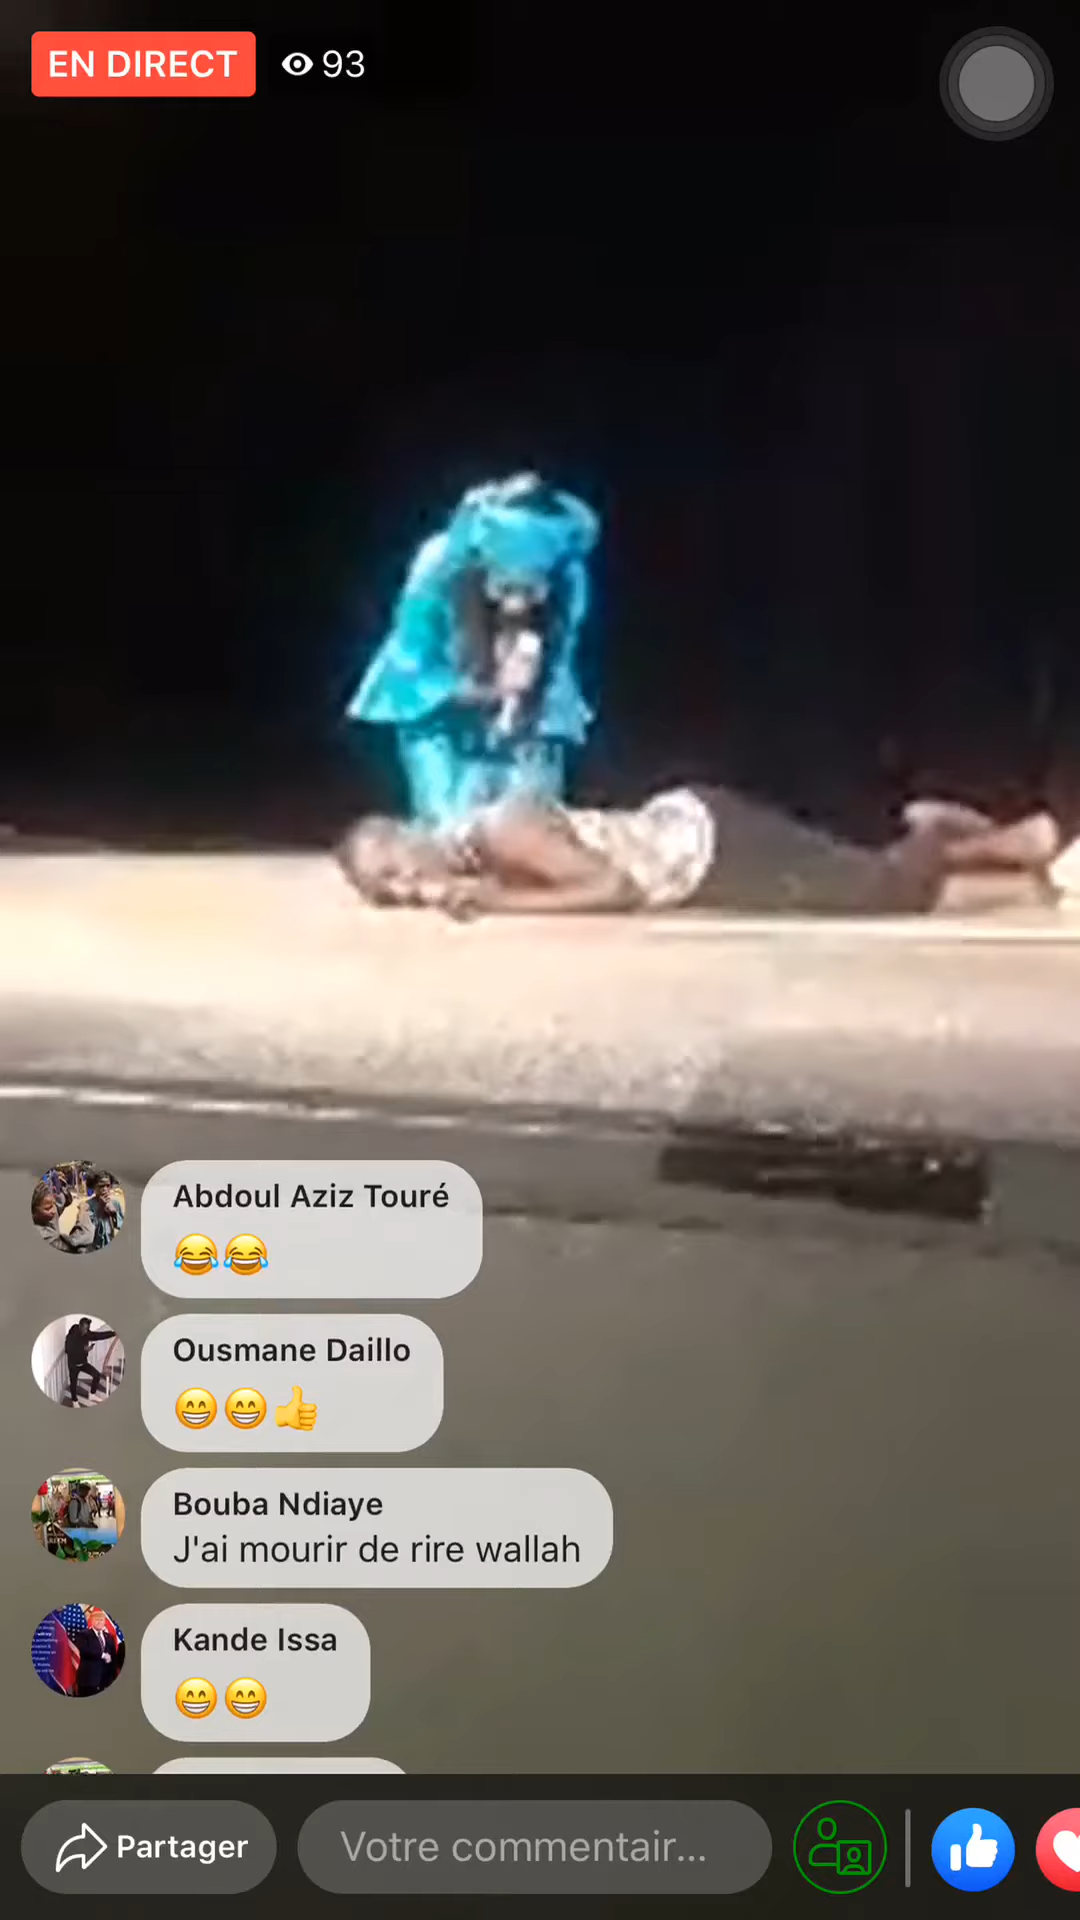 EN DIRECT 93
Abdoul Aziz Touré
😂😂
Ousmane Daillo
😁😁👍
Bouba Ndiaye
J'ai mourir de rire wallah
Kande Issa
😁😁
Partager
Votre commentair...